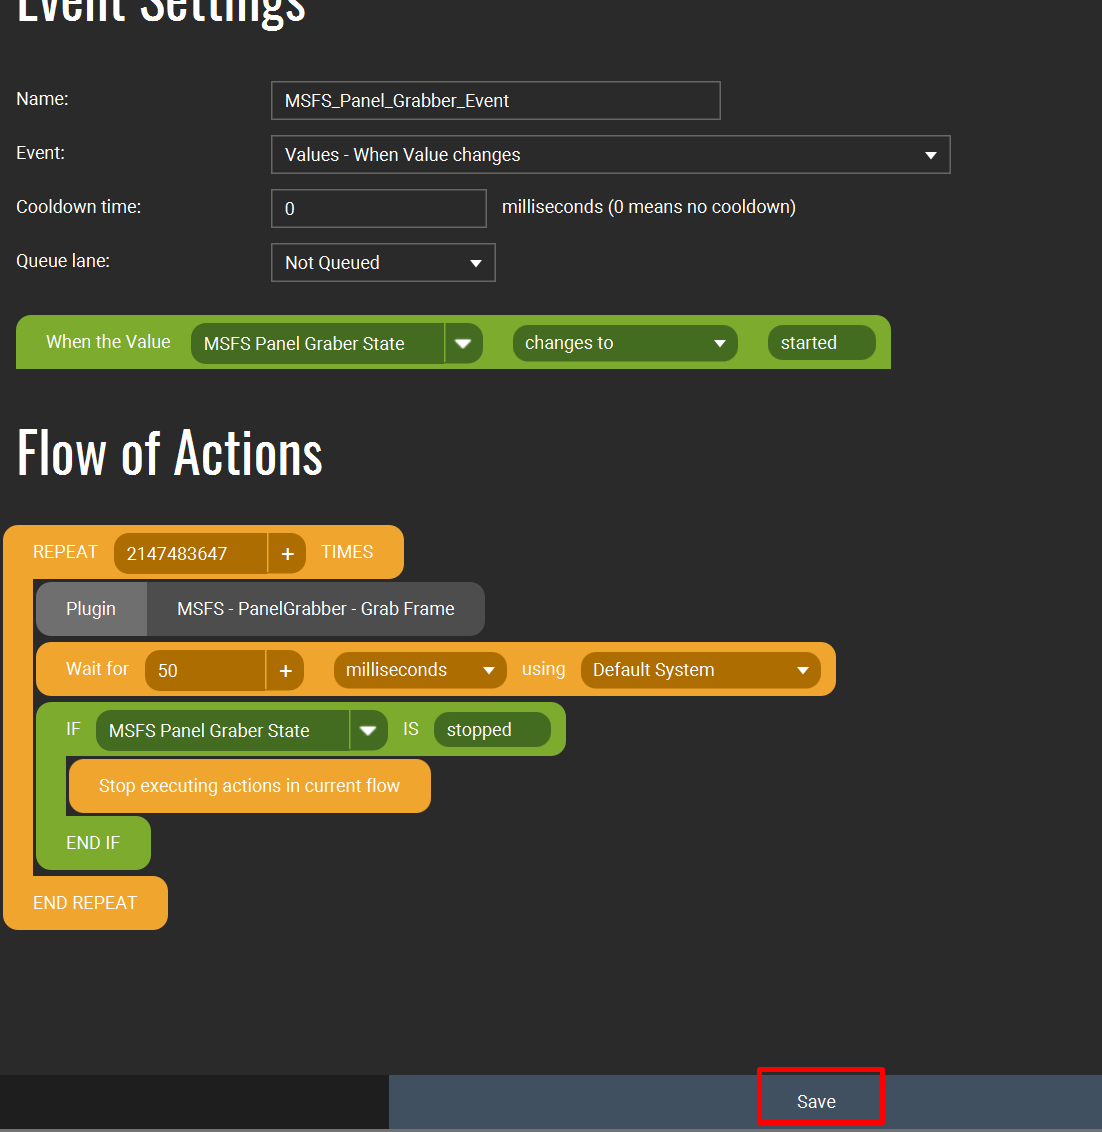 Event Settings
Name: MSFS_Panel_Grabber_Event
Event: Values - When Value changes
Cooldown time: 0 milliseconds (0 means no cooldown)
Queue lane: Not Queued
When the Value MSFS Panel Graber State changes to started
Flow of Actions
REPEAT 2147483647 + TIMES
Plugin MSFS - PanelGrabber - Grab Frame
Wait for 50 + milliseconds using Default System
IF MSFS Panel Graber State IS stopped
Stop executing actions in current flow
END IF
END REPEAT
Save